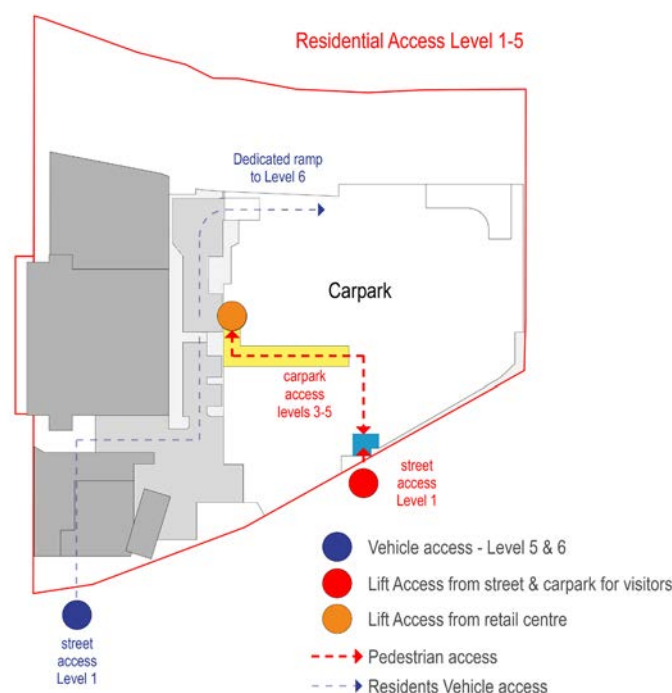 Residential Access Level 1-5
Dedicated ramp
to Level 6
Carpark
carpark
access
levels 3-5
street
access
Level 1
Vehicle access - Level 5 & 6
Lift Access from street & carpark for visitors
Lift Access from retail centre
street
access
Level 1
Pedestrian access
Residents Vehicle access